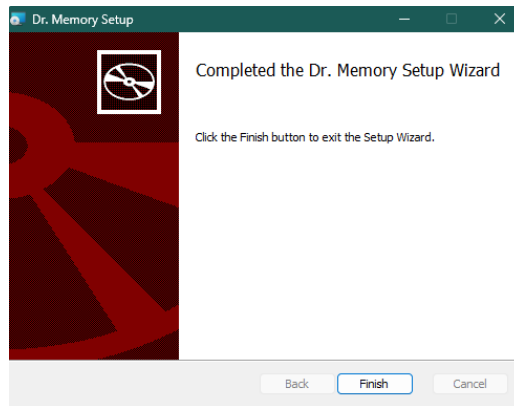 Dr. Memory Setup
Completed the Dr. Memory Setup Wizard
Click the Finish button to exit the Setup Wizard.
Back
Finish
Cancel